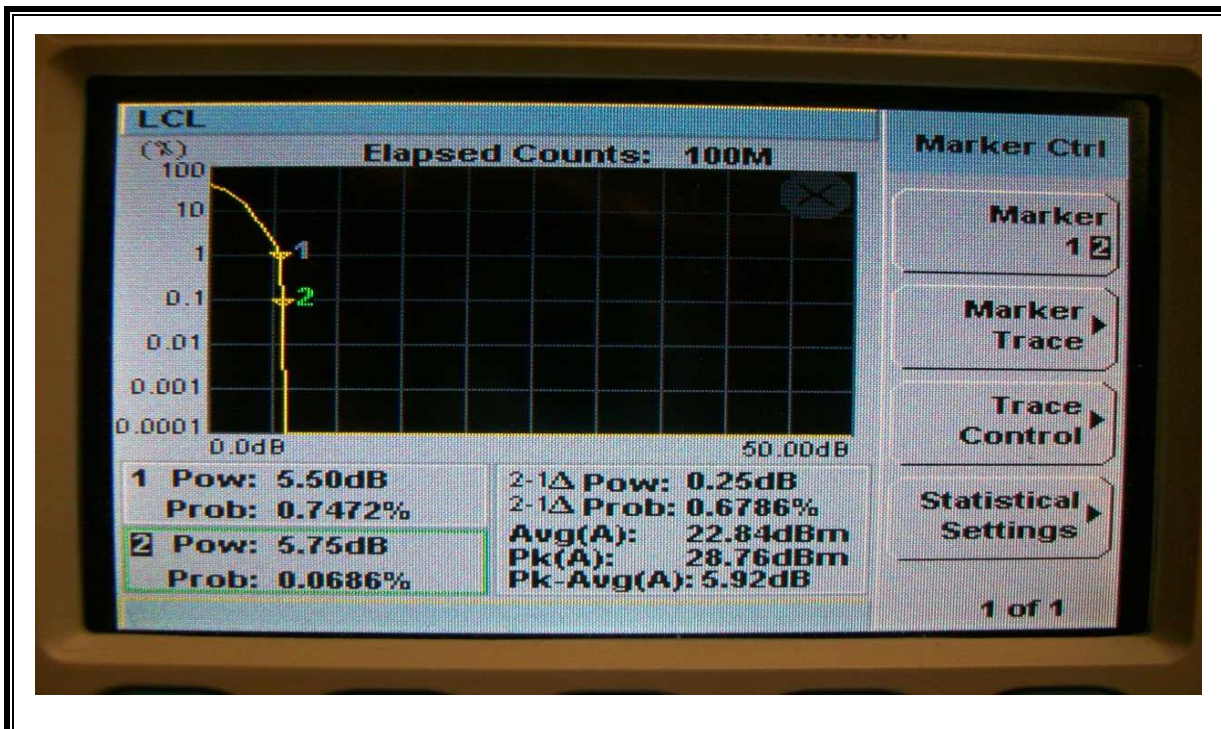 LCL
(%)
Elapsed Counts: 100M
100
10
1
0.1
0.01
0.001
0.0001
1
2
0.0dB
50.00dB
1 Pow: 5.50dB
Prob: 0.7472%
2 Pow: 5.75dB
Prob: 0.0686%
2-1Δ Pow: 0.25dB
2-1Δ Prob: 0.6786%
Avg(A): 22.84dBm
Pk(A): 28.76dBm
Pk-Avg(A): 5.92dB
Marker Ctrl
Marker
1 2
Marker
Trace
Trace
Control
Statistical
Settings
1 of 1